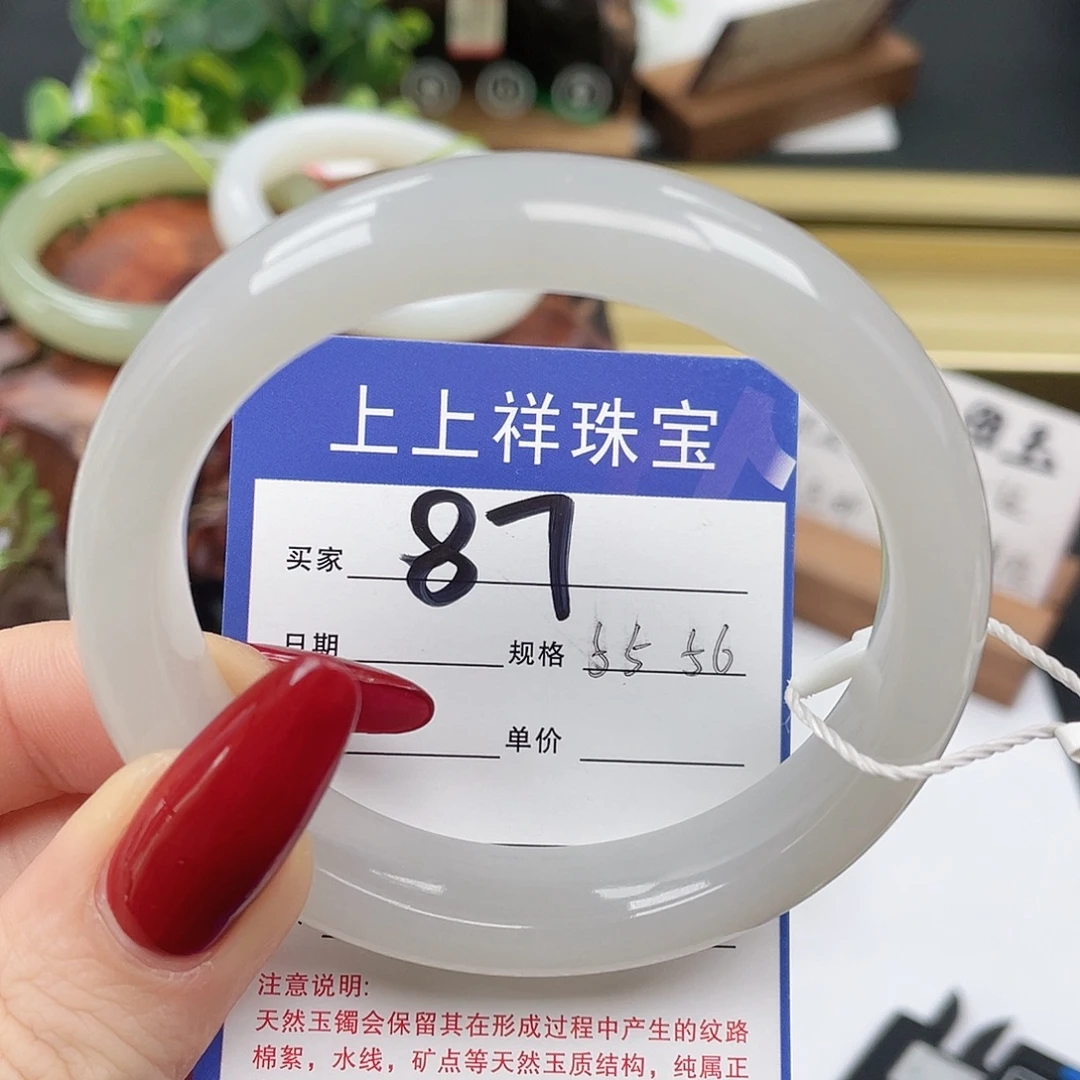 上上祥珠宝
买家 87
日期 规格 55 56
单价
注意说明:
天然玉镯会保留其在形成过程中产生的纹路
棉絮，水线，矿点等天然玉质结构，纯属正